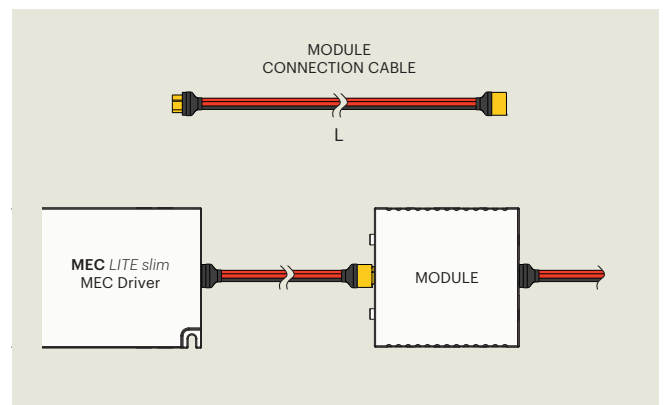 MODULE
CONNECTION CABLE
L
MEC LITE slim
MEC Driver
MODULE